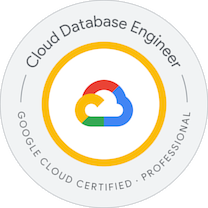 Cloud Database Engineer
GOOGLE CLOUD CERTIFIED · PROFESSIONAL